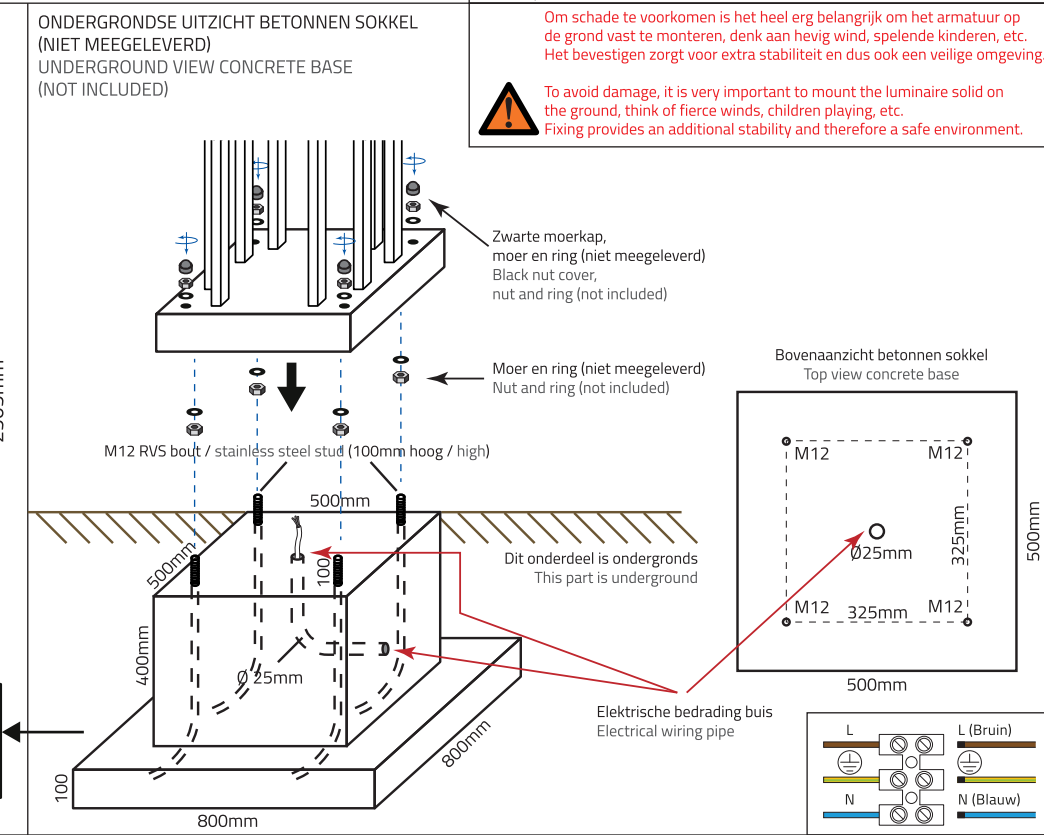 ONDERGRONDSE UITZICHT BETONNEN SOKKEL
(NIET MEEGELEVERD)
UNDERGROUND VIEW CONCRETE BASE
(NOT INCLUDED)
Om schade te voorkomen is het heel erg belangrijk om het armatuur op
de grond vast te monteren, denk aan hevig wind, spelende kinderen, etc.
Het bevestigen zorgt voor extra stabiliteit en dus ook een veilige omgeving.
To avoid damage, it is very important to mount the luminaire solid on
the ground, think of fierce winds, children playing, etc.
Fixing provides an additional stability and therefore a safe environment.
Zwarte moerkap,
moer en ring (niet meegeleverd)
Black nut cover,
nut and ring (not included)
Moer en ring (niet meegeleverd)
Nut and ring (not included)
M12 RVS bout / stainless steel stud (100mm hoog / high)
500mm
500mm
100
400mm
Ø 25mm
800mm
100
800mm
Dit onderdeel is ondergronds
This part is underground
Elektrische bedrading buis
Electrical wiring pipe
Bovenaanzicht betonnen sokkel
Top view concrete base
M12
M12
Ø25mm
325mm
500mm
M12
325mm
M12
500mm
L
L (Bruin)
N
N (Blauw)